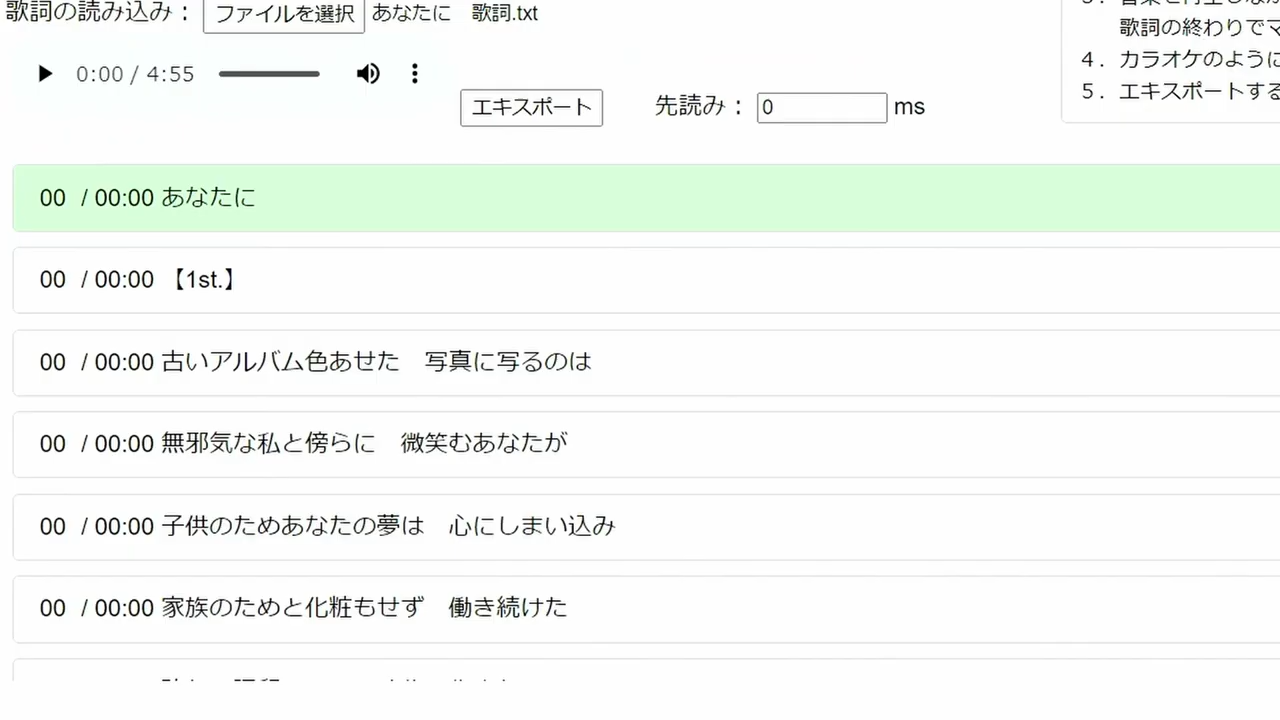 歌詞の読み込み： ファイルを選択 あなたに　歌詞.txt
0:00 / 4:55
エキスポート 先読み： 0 ms
歌詞の終わりでマ
4． カラオケのように
5． エキスポートする
00 / 00:00 あなたに
00 / 00:00 【1st.】
00 / 00:00 古いアルバム色あせた　写真に写るのは
00 / 00:00 無邪気な私と傍らに　微笑むあなたが
00 / 00:00 子供のためあなたの夢は　心にしまい込み
00 / 00:00 家族のためと化粧もせず　働き続けた